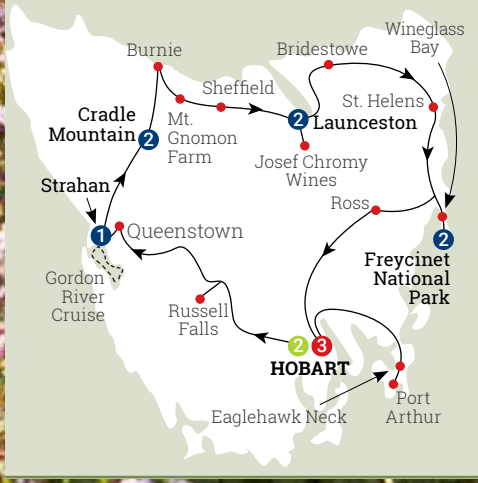 Wineglass
Bay
Burnie
Bridestowe
Sheffield
St. Helens
Cradle
Mountain
2
Mt.
Gnomon
Farm
2
Launceston
Josef Chromy
Wines
Strahan
Ross
1
Queenstown
2
Freycinet
National
Park
Gordon
River
Cruise
Russell
Falls
2
3
HOBART
Eaglehawk Neck
Port
Arthur